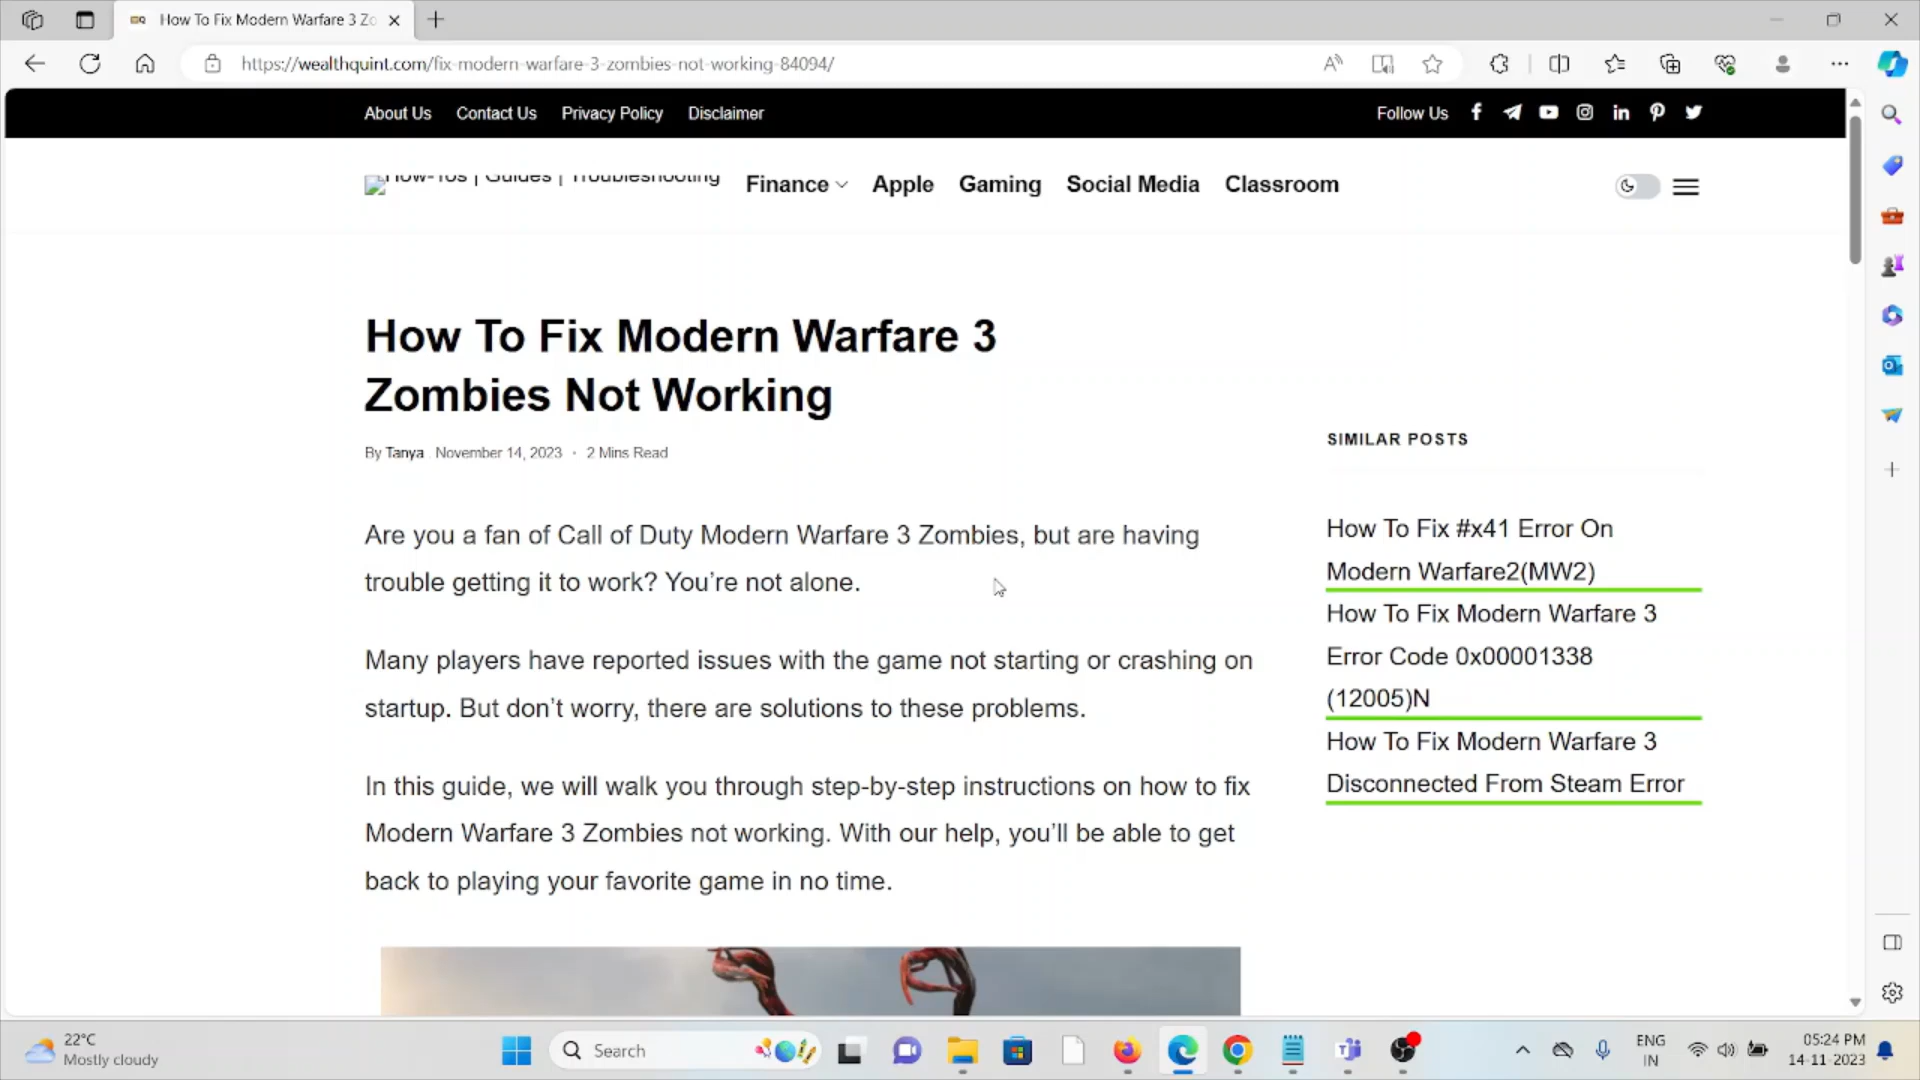 How To Fix Modern Warfare 3 Zo
https://wealthquint.com/fix-modern-warfare-3-zombies-not-working-84094/
About Us Contact Us Privacy Policy Disclaimer Follow Us
How-Tos | Guides | Troubleshooting Finance Apple Gaming Social Media Classroom
How To Fix Modern Warfare 3
Zombies Not Working
By Tanya . November 14, 2023 · 2 Mins Read
Are you a fan of Call of Duty Modern Warfare 3 Zombies, but are having
trouble getting it to work? You’re not alone.
Many players have reported issues with the game not starting or crashing on
startup. But don’t worry, there are solutions to these problems.
In this guide, we will walk you through step-by-step instructions on how to fix
Modern Warfare 3 Zombies not working. With our help, you’ll be able to get
back to playing your favorite game in no time.
SIMILAR POSTS
How To Fix #x41 Error On
Modern Warfare2(MW2)
How To Fix Modern Warfare 3
Error Code 0x00001338
(12005)N
How To Fix Modern Warfare 3
Disconnected From Steam Error
22°C
Mostly cloudy
Search
ENG
IN
05:24 PM
14-11-2023